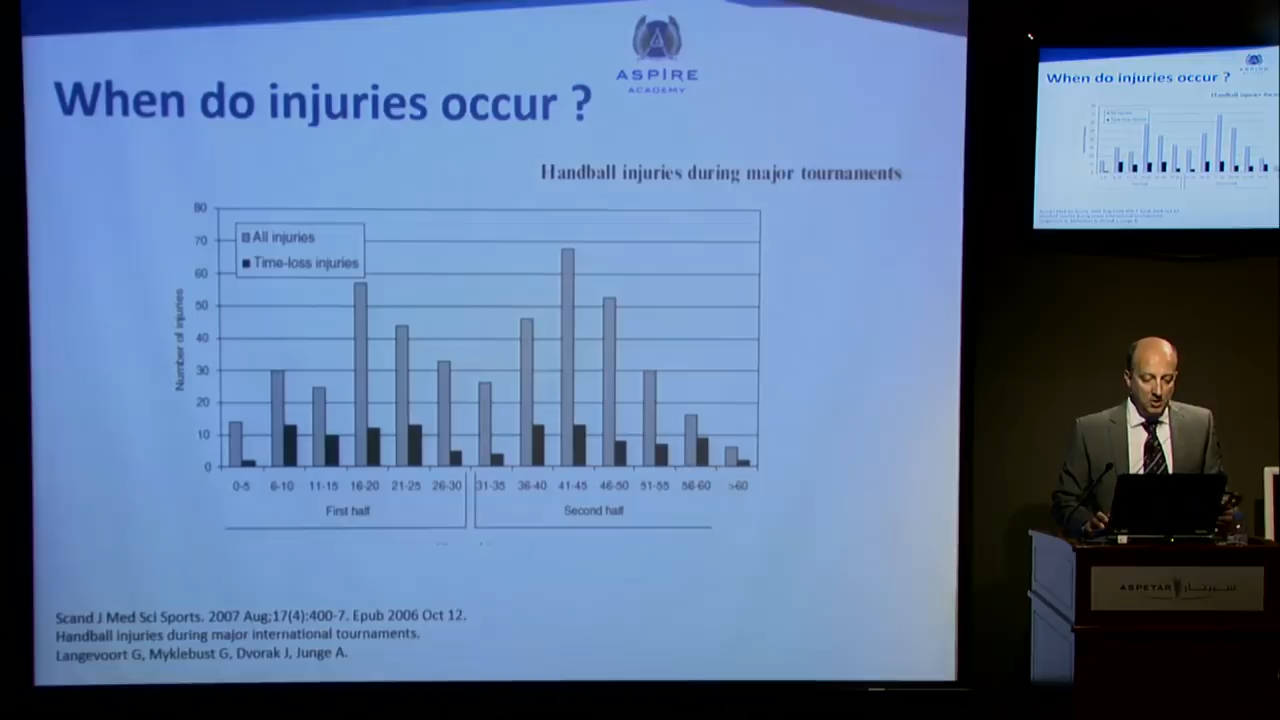 ASPIRE
ACADEMY
When do injuries occur ?
Handball injuries during major tournaments
80
70
60
50
40
30
20
10
0
Number of injuries
All injuries
Time-loss injuries
0-5 6-10 11-15 16-20 21-25 26-30 31-35 36-40 41-45 46-50 51-55 56-60 >60
First half Second half
Scand J Med Sci Sports. 2007 Aug;17(4):400-7. Epub 2006 Oct 12.
Handball injuries during major international tournaments.
Langevoort G, Myklebust G, Dvorak J, Junge A.
When do injuries occur ?
ASPETAR سبيتار